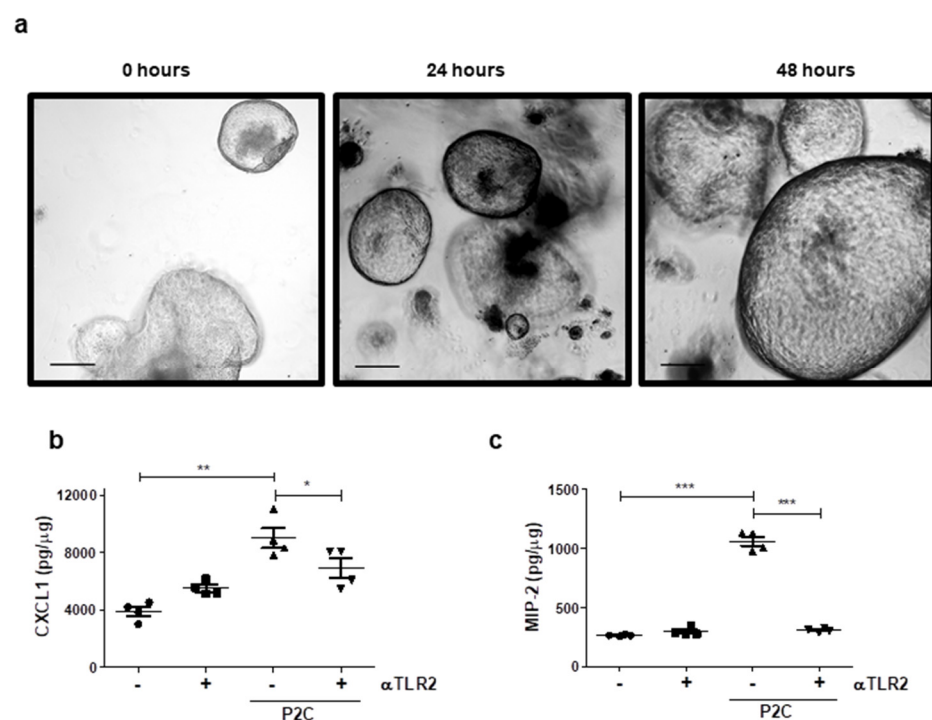 a
0 hours 24 hours 48 hours
b
**
*
12000
8000
4000
0
CXCL1 (pg/µg)
- + - + αTLR2
P2C
c
***
***
1500
1000
500
0
MIP-2 (pg/µg)
- + - + αTLR2
P2C